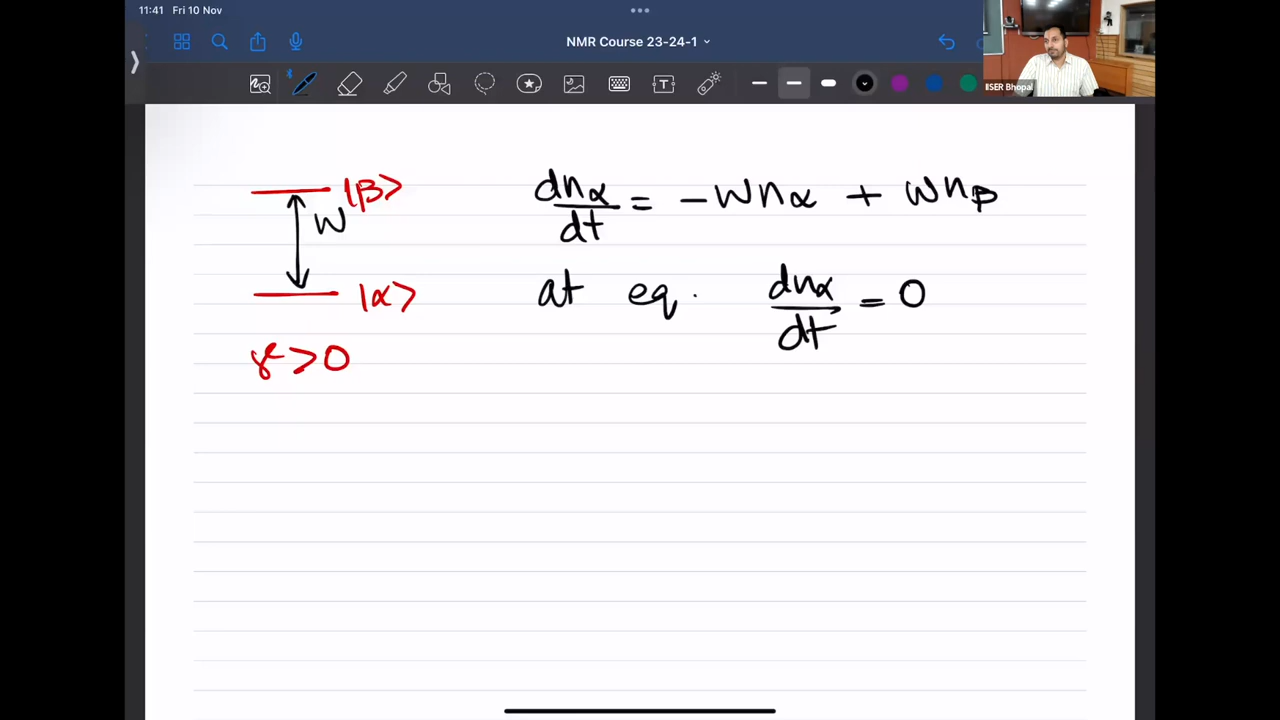 11:41 Fri 10 Nov
NMR Course 23-24-1
IISER Bhopal
|β>
W
|α>
γ>0
dnα/dt = -Wnα + Wnβ
at eq. dnα/dt = 0